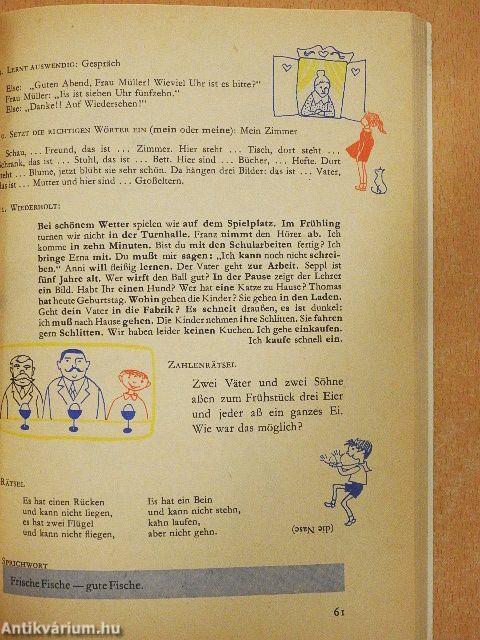 LERNT AUSWENDIG: Gespräch
Else: „Guten Abend, Frau Müller! Wieviel Uhr ist es bitte?“
Frau Müller: „Es ist sieben Uhr fünfzehn.“
Else: „Danke!! Auf Wiedersehen!“
9. SETZT DIE RICHTIGEN WÖRTER EIN (mein oder meine): Mein Zimmer
Schau, ... Freund, das ist ... Zimmer. Hier steht ... Tisch, dort steht ...
Schrank, das ist ... Stuhl, das ist ... Bett. Hier sind ... Bücher, ... Hefte. Dort
steht ... Blume, jetzt blüht sie sehr schön. Da hängen drei Bilder: das ist ... Vater,
das ist ... Mutter und hier sind ... Großeltern.
WIEDERHOLT:
Bei schönem Wetter spielen wir auf dem Spielplatz. Im Frühling
turnen wir nicht in der Turnhalle. Franz nimmt den Hörer ab. Ich
komme in zehn Minuten. Bist du mit den Schularbeiten fertig? Ich
bringe Erna mit. Du mußt mir sagen: „Ich kann noch nicht schrei-
ben.“ Anni will fleißig lernen. Der Vater geht zur Arbeit. Seppl ist
fünf Jahre alt. Wer wirft den Ball gut? In der Pause zeigt der Lehrer
ein Bild. Habt Ihr einen Hund? Wer hat eine Katze zu Hause? Thomas
hat heute Geburtstag. Wohin gehen die Kinder? Sie gehen in den Laden.
Geht dein Vater in die Fabrik? Es schneit draußen, es ist dunkel:
ich muß nach Hause gehen. Die Kinder nehmen ihre Schlitten. Sie fahren
gern Schlitten. Wir haben leider keinen Kuchen. Ich gehe einkaufen.
Ich kaufe schnell ein.
ZAHLENRÄTSEL
Zwei Väter und zwei Söhne
aßen zum Frühstück drei Eier
und jeder aß ein ganzes Ei.
Wie war das möglich?
RÄTSEL
Es hat einen Rücken
und kann nicht liegen,
es hat zwei Flügel
und kann nicht fliegen,
Es hat ein Bein
und kann nicht stehn,
kahn laufen,
aber nicht gehn.
(die Nase)
SPRICHWORT
Frische Fische — gute Fische.
61
Antikvárium.hu